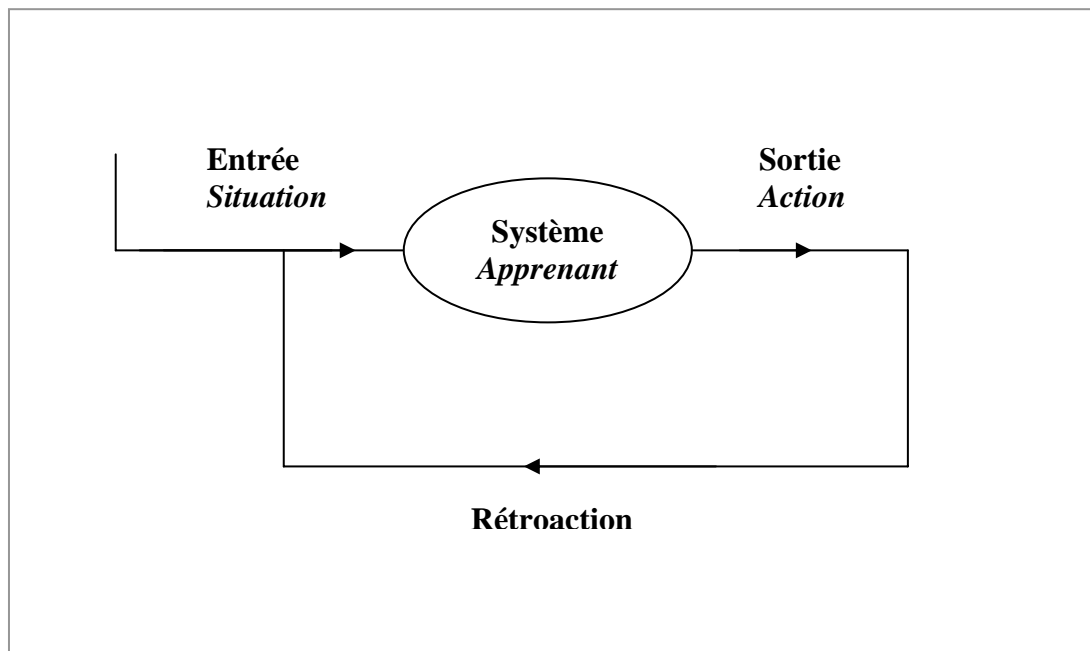 Entrée
Situation
Système
Apprenant
Sortie
Action
Rétroaction